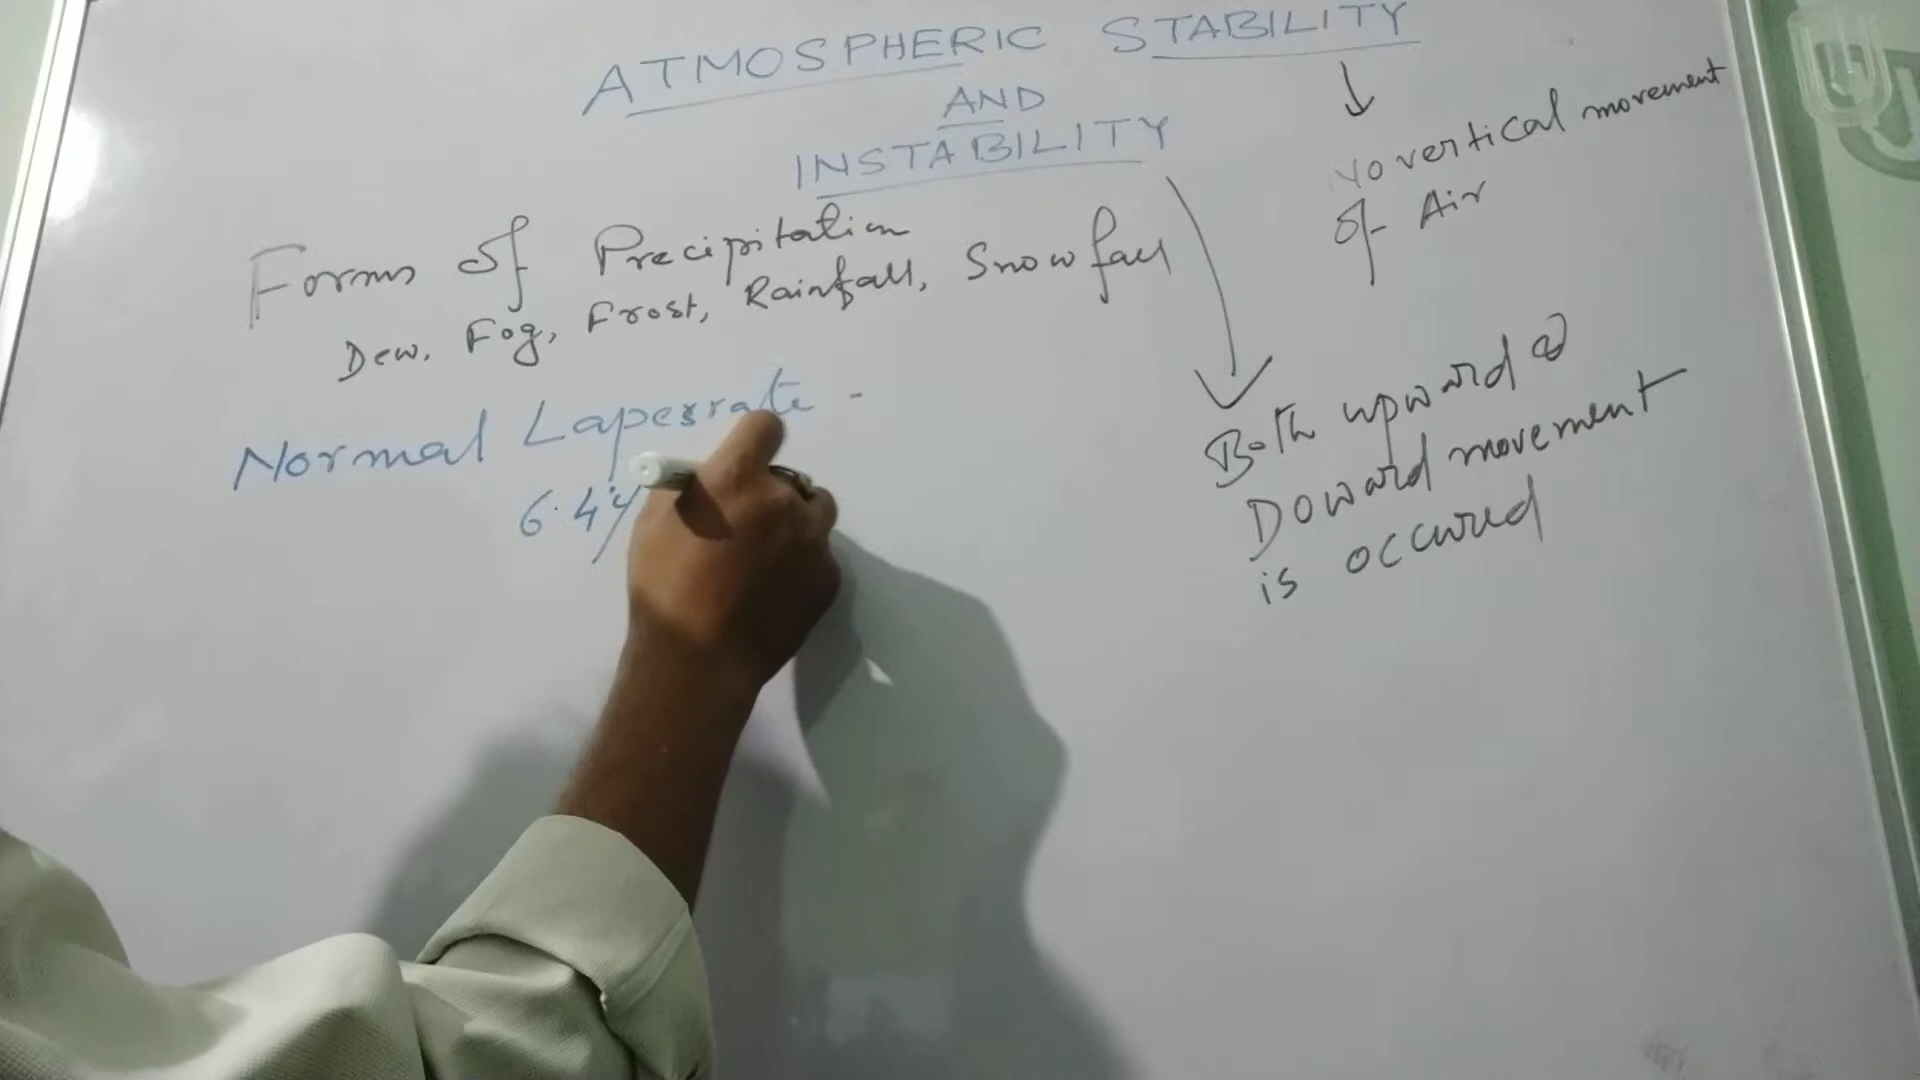 ATMOSPHERIC STABILITY
AND
INSTABILITY
No vertical movement
of Air
Forms of Precipitation
Dew, Fog, Frost, Rainfall, Snowfall
Normal Lapesrate -
6.4°
Both upward &
Doward movement
is occured